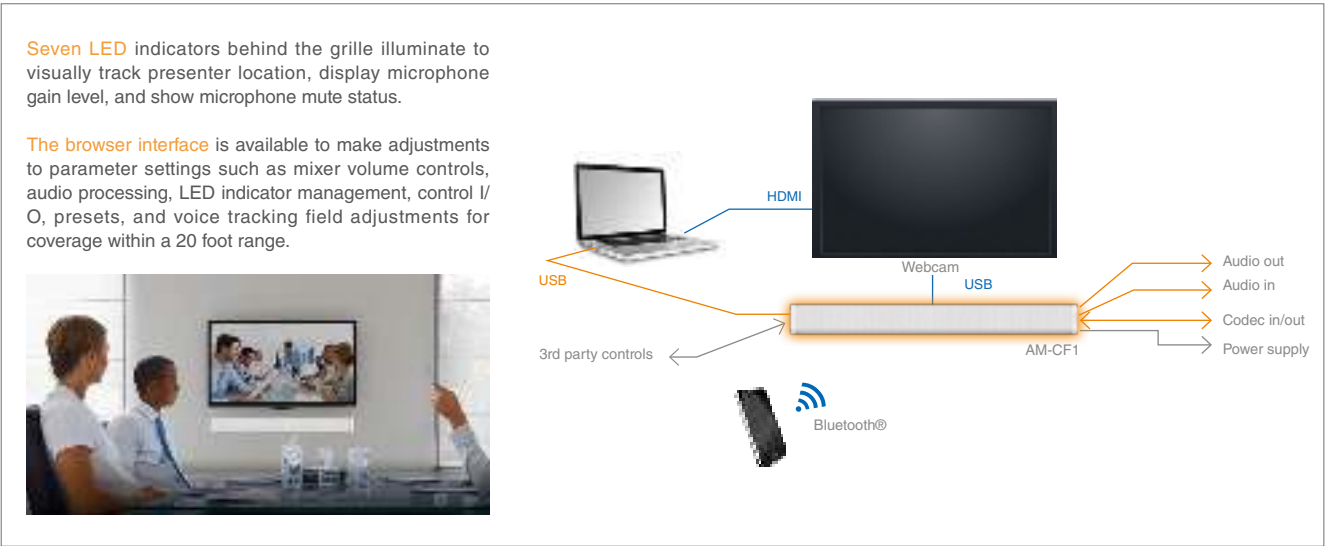 Seven LED indicators behind the grille illuminate to
visually track presenter location, display microphone
gain level, and show microphone mute status.
The browser interface is available to make adjustments
to parameter settings such as mixer volume controls,
audio processing, LED indicator management, control I/
O, presets, and voice tracking field adjustments for
coverage within a 20 foot range.
HDMI
Webcam
USB
USB
Audio out
Audio in
Codec in/out
Power supply
3rd party controls
AM-CF1
Bluetooth®